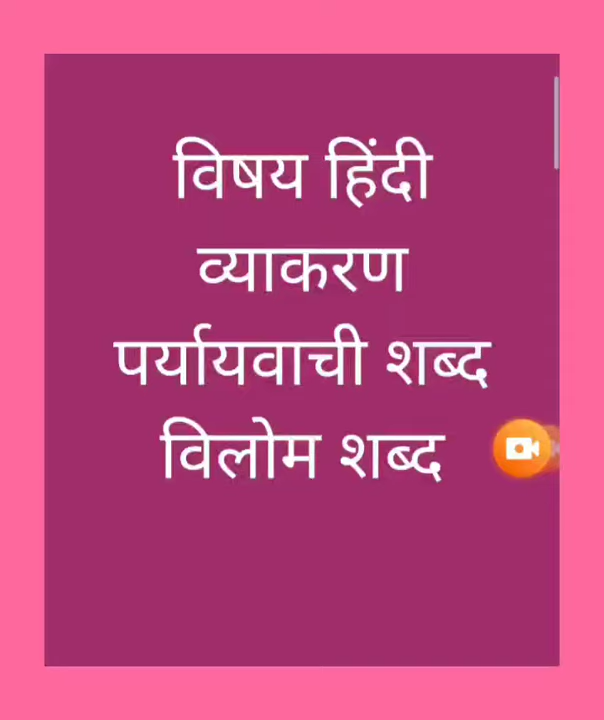 विषय हिंदी
व्याकरण
पर्यायवाची शब्द
विलोम शब्द